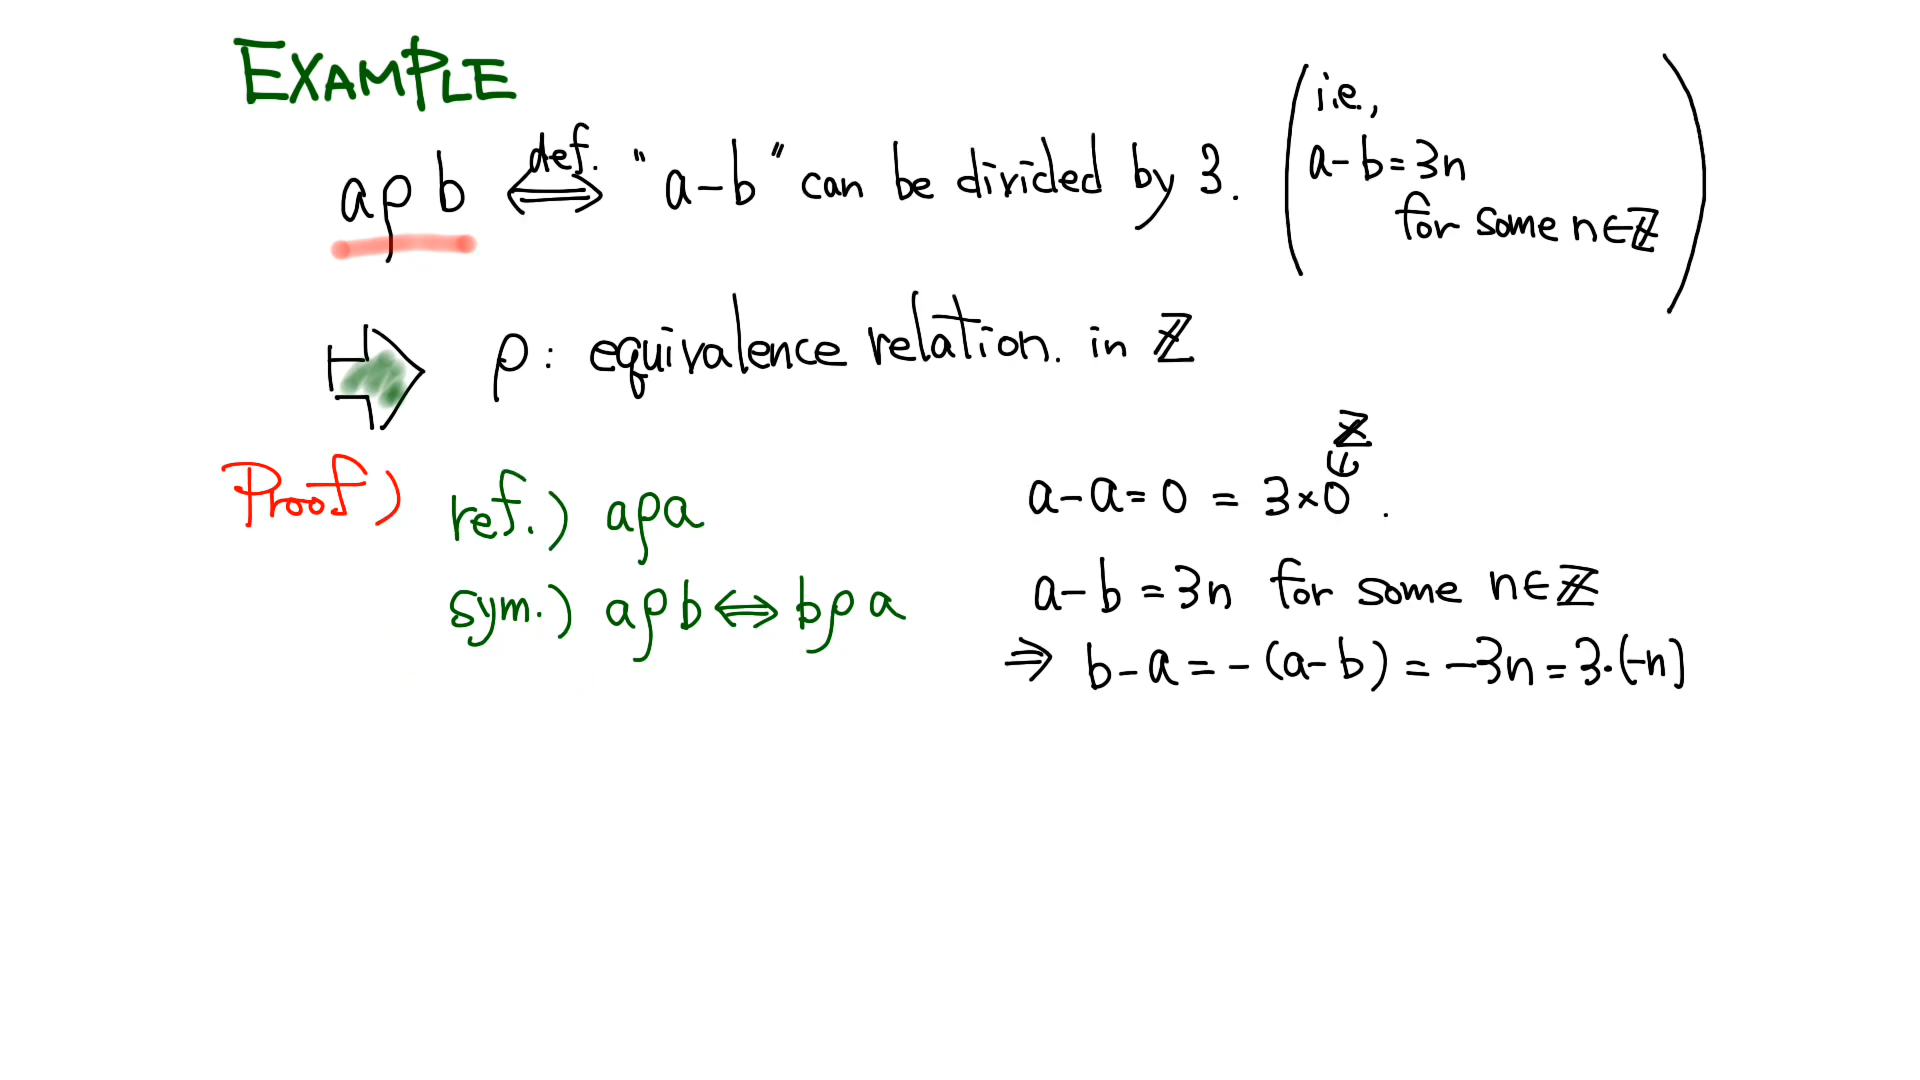 EXAMPLE
aρb ⟺ def. "a-b" can be divided by 3.
(i.e.,
a-b=3n
for some n∈ℤ)
⇒ ρ: equivalence relation. in ℤ
Proof)
ref.) aρa
a-a=0 = 3×0.
ℤ
∋
sym.) aρb⟺bρa
a-b=3n for some n∈ℤ
⇒ b-a=-(a-b)=-3n=3·(-n)